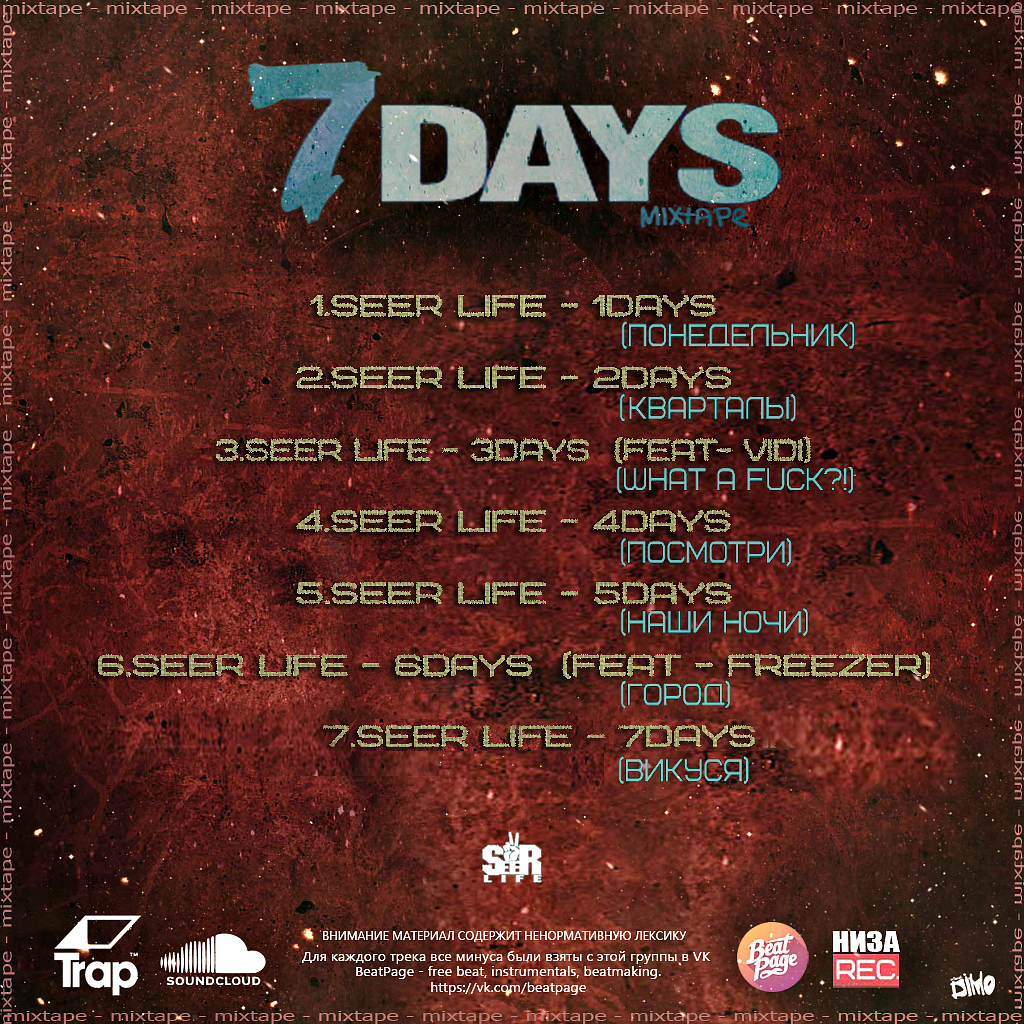 mixtape - mixtape - mixtape - mixtape - mixtape - mixtape - mixtape - mixtape - mixtape - mixtape
7 DAYS
MIXTAPE
1.SEER LIFE - 1DAYS
(ПОНЕДЕЛЬНИК)
2.SEER LIFE - 2DAYS
(КВАРТАЛЫ)
3.SEER LIFE - 3DAYS (FEAT- VIDI)
(WHAT A FUCK?!)
4.SEER LIFE - 4DAYS
(ПОСМОТРИ)
5.SEER LIFE - 5DAYS
(НАШИ НОЧИ)
6.SEER LIFE - 6DAYS (FEAT - FREEZER)
(ГОРОД)
7.SEER LIFE - 7DAYS
(ВИКУСЯ)
SEER
LIFE
Trap™
SOUNDCLOUD
ВНИМАНИЕ МАТЕРИАЛ СОДЕРЖИТ НЕНОРМАТИВНУЮ ЛЕКСИКУ
Для каждого трека все минуса были взяты с этой группы в VK
BeatPage - free beat, instrumentals, beatmaking.
https://vk.com/beatpage
Beat
Page
НИЗА
REC.
DIMO
mixtape - mixtape - mixtape - mixtape - mixtape - mixtape - mixtape - mixtape - mixtape - mixtape